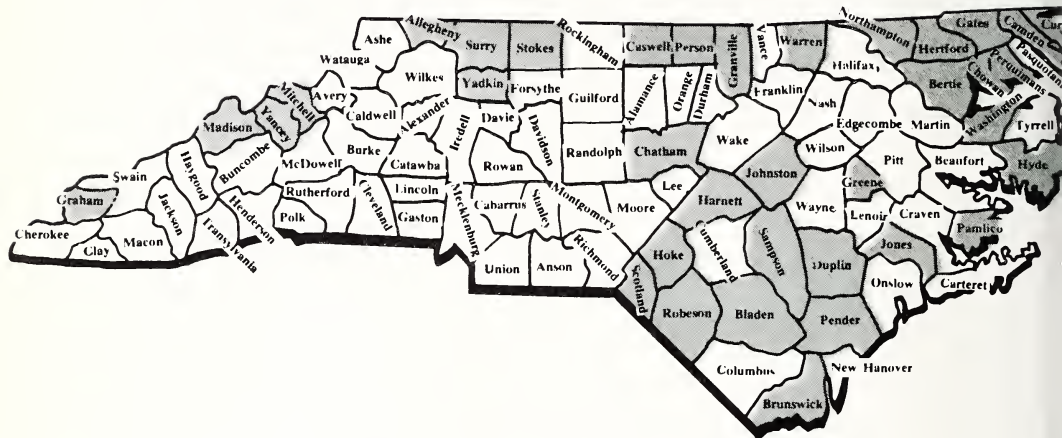 Ashe
Allegheny
Surry
Stokes
Rockingham
Caswell
Person
Granville
Vance
Warren
Northampton
Gates
Camden
Hertford
Pasquotank
Perquimans
Chowan
Watauga
Wilkes
Yadkin
Forsythe
Guilford
Alamance
Orange
Durham
Franklin
Halifax
Bertie
Washington
Tyrrell
Mitchell
Avery
Yancey
Caldwell
Alexander
Iredell
Davie
Davidson
Nash
Edgecombe
Martin
Madison
Buncombe
McDowell
Burke
Catawba
Rowan
Randolph
Chatham
Wake
Wilson
Pitt
Beaufort
Hyde
Swain
Haygood
Graham
Jackson
Rutherford
Cleveland
Lincoln
Gaston
Mecklenburg
Cabarrus
Stanley
Montgomery
Moore
Lee
Johnston
Harnett
Greene
Wayne
Lenoir
Craven
Pamlico
Cherokee
Clay
Macon
Transylvania
Henderson
Polk
Union
Anson
Richmond
Scotland
Hoke
Cumberland
Sampson
Duplin
Jones
Onslow
Carteret
Robeson
Bladen
Pender
Columbus
New Hanover
Brunswick